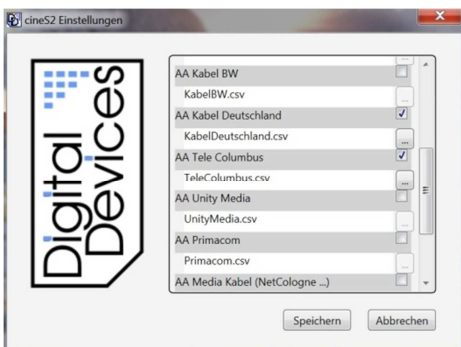 cineS2 Einstellungen
Digital
Devices
AA Kabel BW
KabelBW.csv
AA Kabel Deutschland
KabelDeutschland.csv
...
AA Tele Columbus
TeleColumbus.csv
...
AA Unity Media
UnityMedia.csv
...
AA Primacom
Primacom.csv
...
AA Media Kabel (NetCologne ...)
Speichern
Abbrechen